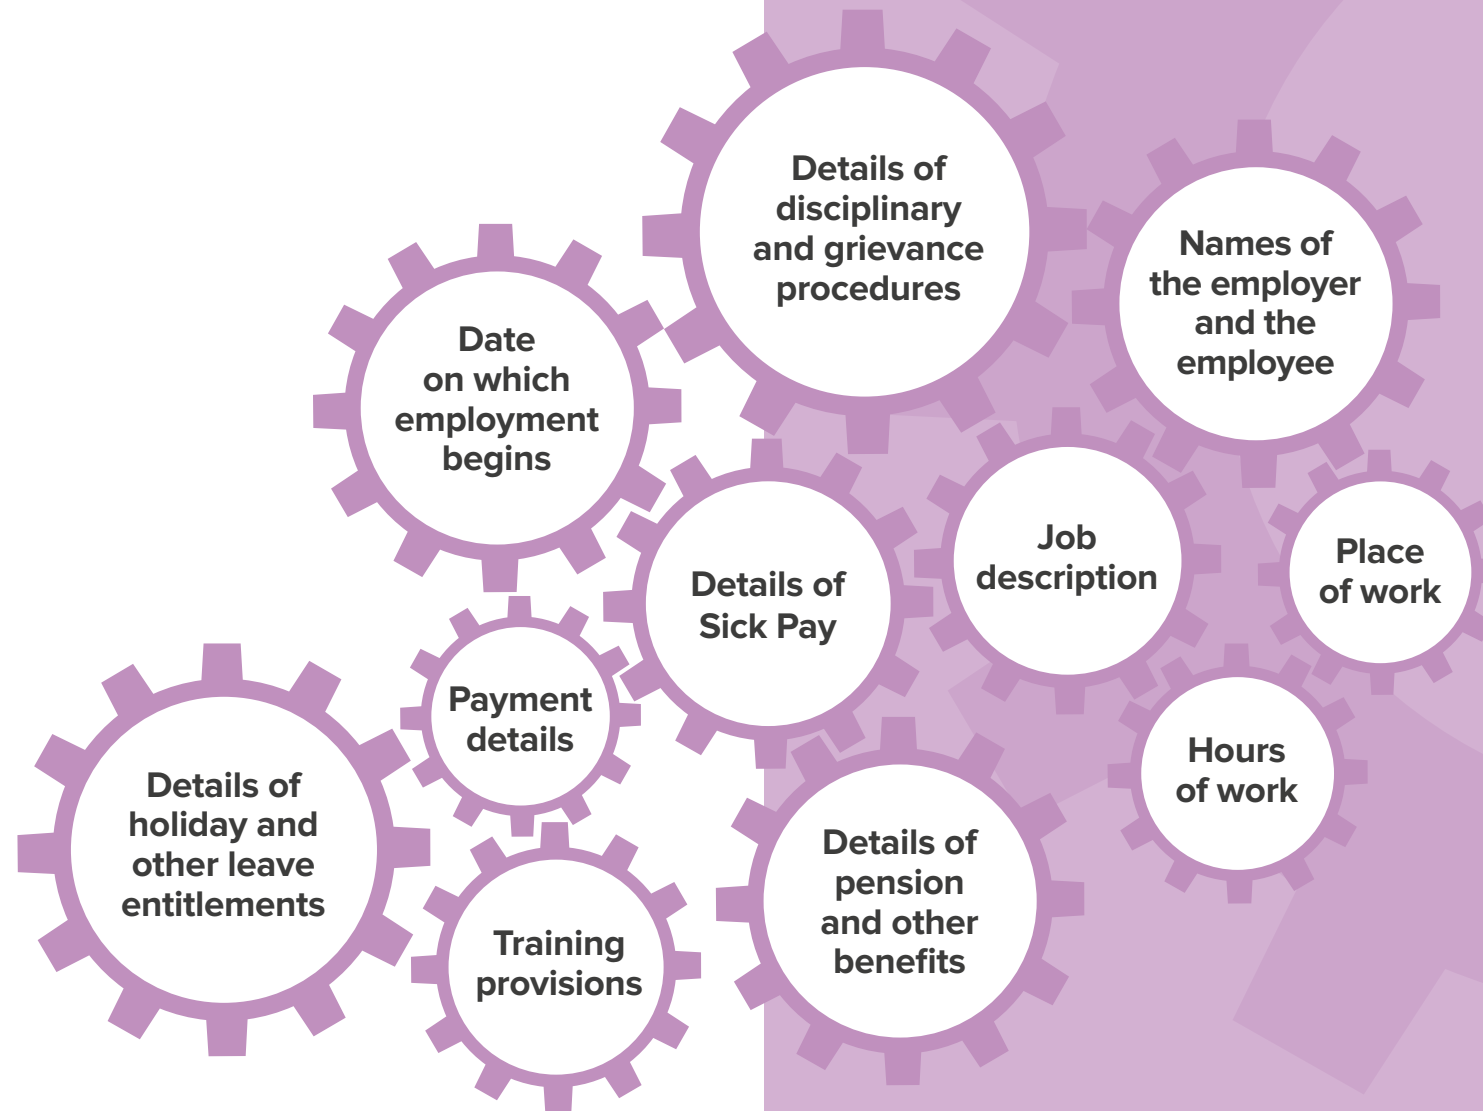 Details of
disciplinary
and grievance
procedures
Names of
the employer
and the
employee
Date
on which
employment
begins
Job
description
Place
of work
Details of
Sick Pay
Payment
details
Hours
of work
Details of
holiday and
other leave
entitlements
Details of
pension
and other
benefits
Training
provisions